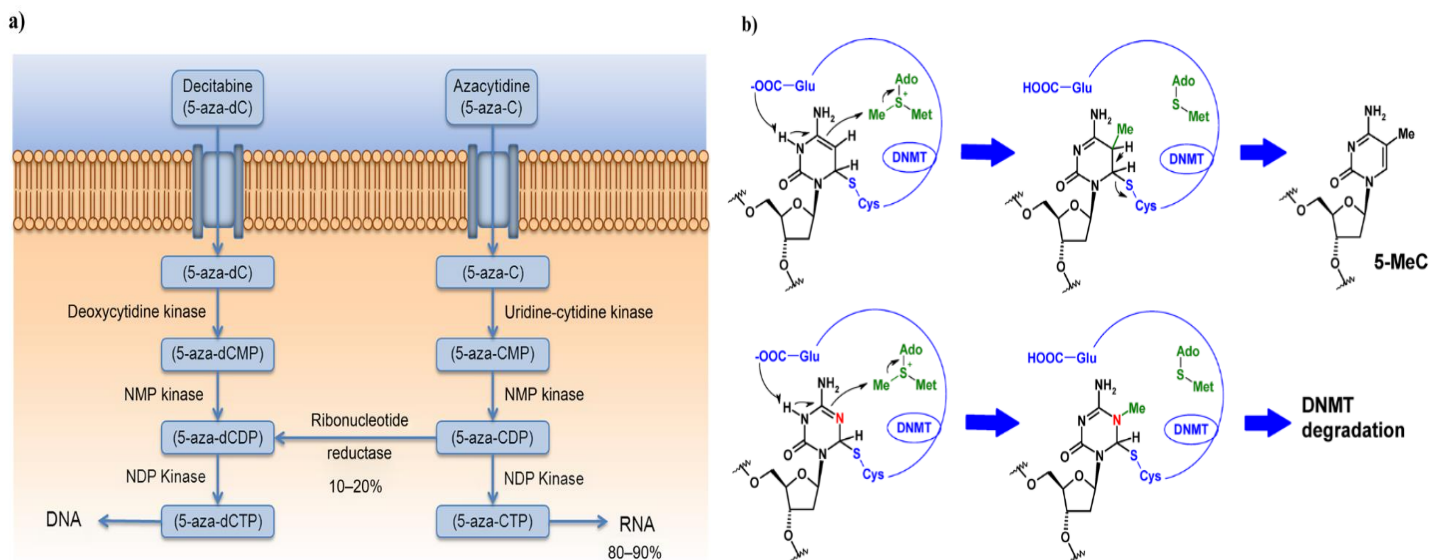 a)
Decitabine
(5-aza-dC)
Azacytidine
(5-aza-C)
(5-aza-dC)
(5-aza-C)
Deoxycytidine kinase
Uridine-cytidine kinase
(5-aza-dCMP)
(5-aza-CMP)
NMP kinase
NMP kinase
Ribonucleotide
reductase
10–20%
(5-aza-dCDP)
(5-aza-CDP)
NDP Kinase
NDP Kinase
(5-aza-dCTP)
(5-aza-CTP)
DNA
RNA
80–90%
b)
-OOC–Glu
Ado
S+
Me
Met
NH2
H
N
H
H
O
N
S
Cys
DNMT
O
O
O
HOOC–Glu
Ado
S
Met
NH2
Me
N
H
H
O
N
S
Cys
DNMT
O
O
O
NH2
Me
N
O
N
O
O
O
5-MeC
-OOC–Glu
Ado
S+
Me
Met
NH2
H
N
N
H
O
N
S
Cys
DNMT
O
O
O
HOOC–Glu
Ado
S
Met
NH2
N
N
Me
H
O
N
S
Cys
DNMT
O
O
O
DNMT
degradation